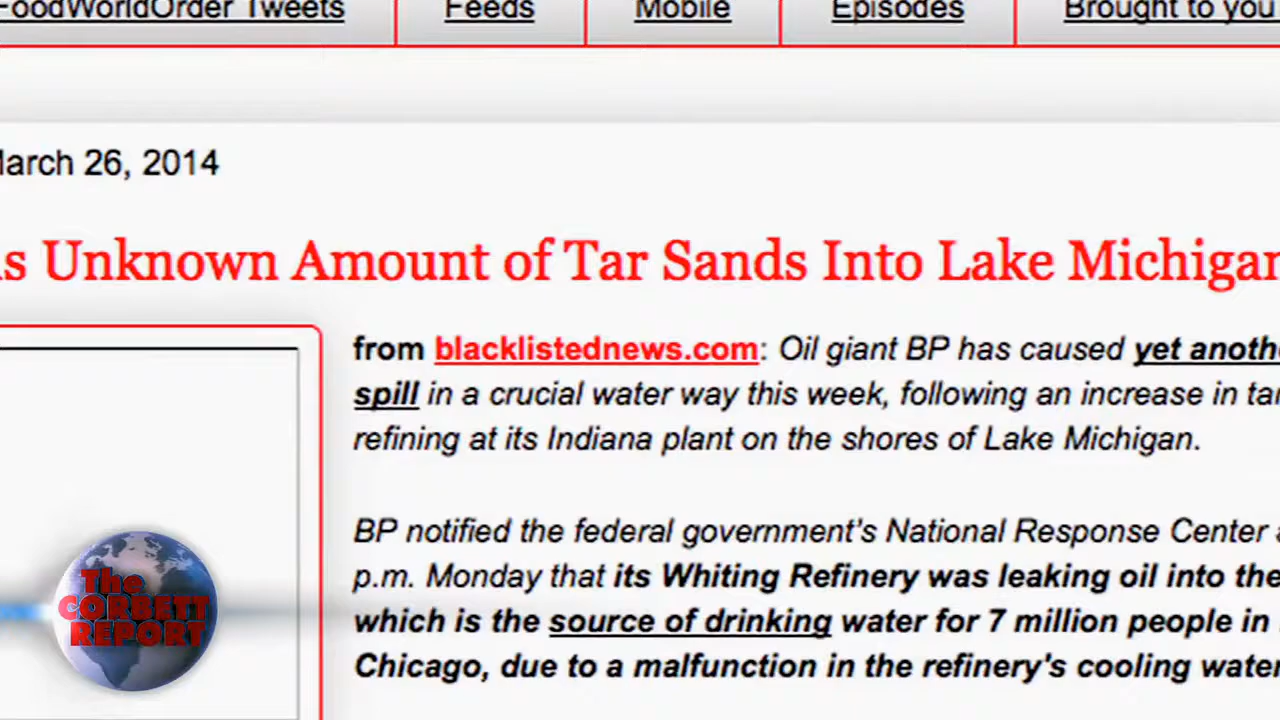 FoodWorldOrder Tweets Feeds Mobile Episodes Brought to you
March 26, 2014
Unknown Amount of Tar Sands Into Lake Michigan
from blacklistednews.com: Oil giant BP has caused yet
spill in a crucial water way this week, following an increase in
refining at its Indiana plant on the shores of Lake Michigan.
BP notified the federal government's National Response Center
p.m. Monday that its Whiting Refinery was leaking oil into the
which is the source of drinking water for 7 million people in
Chicago, due to a malfunction in the refinery's cooling water
The
CORBETT
REPORT